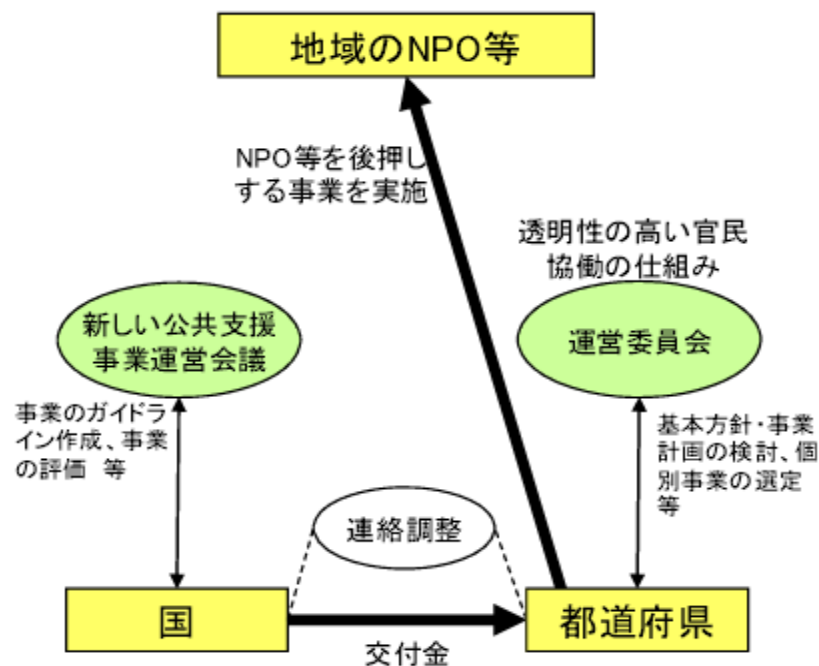 地域のNPO等
NPO等を後押し
する事業を実施
透明性の高い官民
協働の仕組み
新しい公共支援
事業運営会議
運営委員会
事業のガイドラ
イン作成、事業
の評価　等
基本方針・事業
計画の検討、個
別事業の選定
等
連絡調整
国
都道府県
交付金